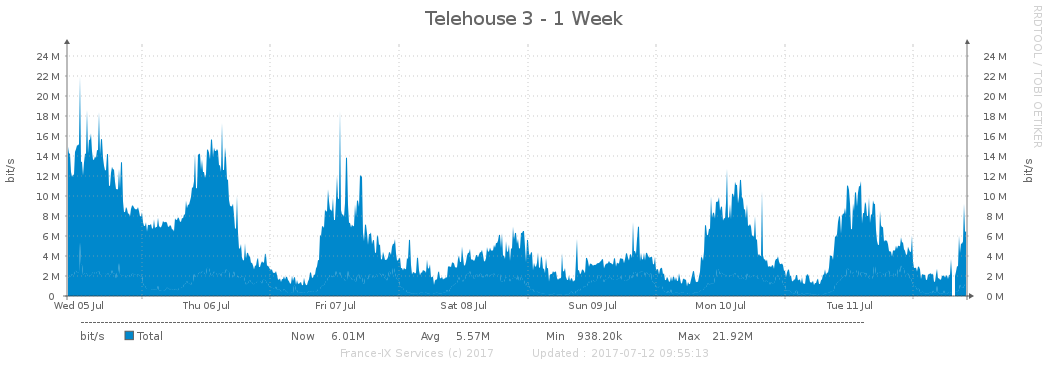 Telehouse 3 - 1 Week
RRDTOOL / TOBI OETIKER
bit/s
bit/s
24 M 24 M
22 M 22 M
20 M 20 M
18 M 18 M
16 M 16 M
14 M 14 M
12 M 12 M
10 M 10 M
8 M 8 M
6 M 6 M
4 M 4 M
2 M 2 M
0 0 M
Wed 05 Jul Thu 06 Jul Fri 07 Jul Sat 08 Jul Sun 09 Jul Mon 10 Jul Tue 11 Jul
bit/s Total Now 6.01M Avg 5.57M Min 938.20k Max 21.92M
France-IX Services (c) 2017 Updated : 2017-07-12 09:55:13